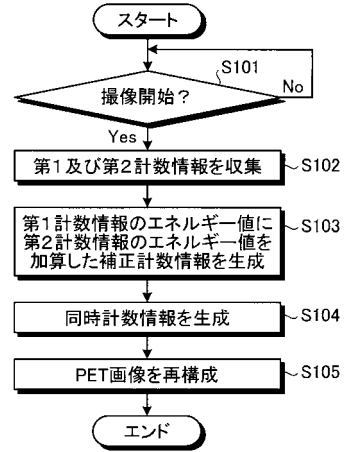 スタート
S101
撮像開始?
No
Yes
第1及び第2計数情報を収集
S102
第1計数情報のエネルギー値に
第2計数情報のエネルギー値を
加算した補正計数情報を生成
S103
同時計数情報を生成
S104
PET画像を再構成
S105
エンド